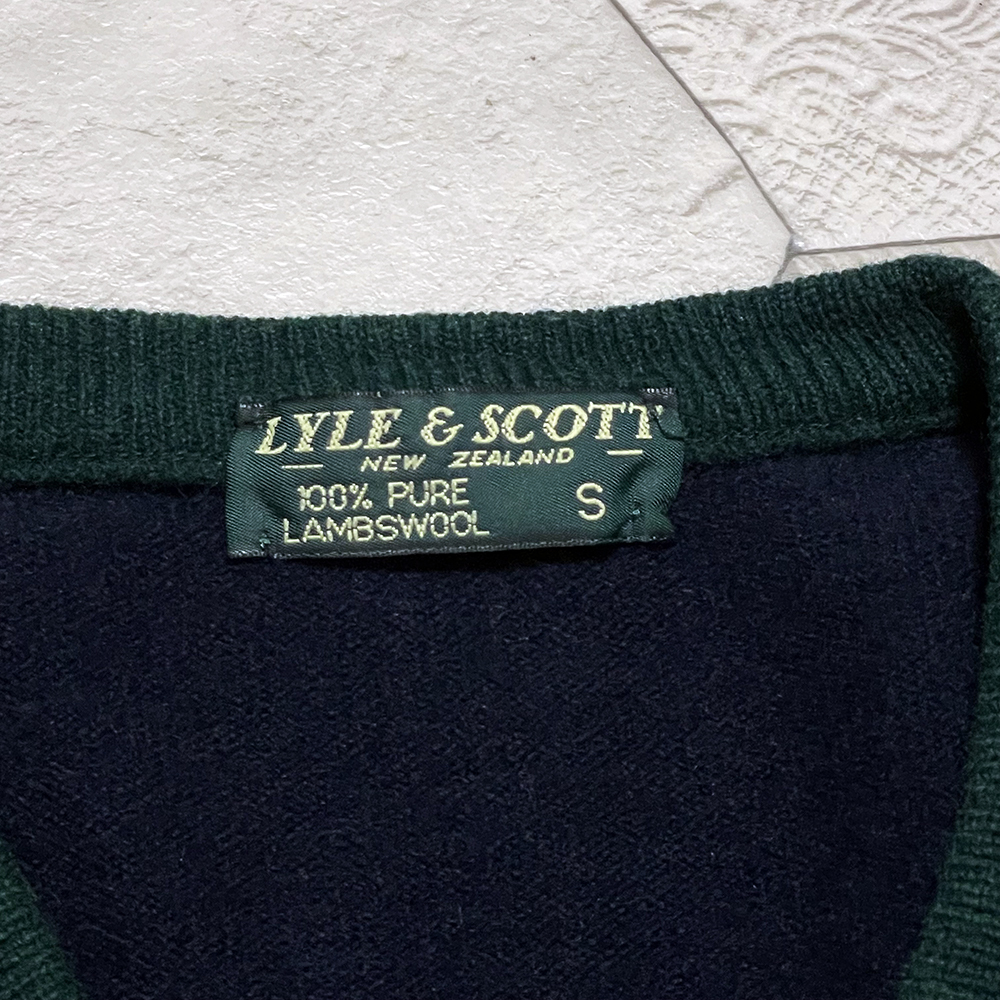 LYLE & SCOTT
NEW ZEALAND
100% PURE
LAMBSWOOL
S